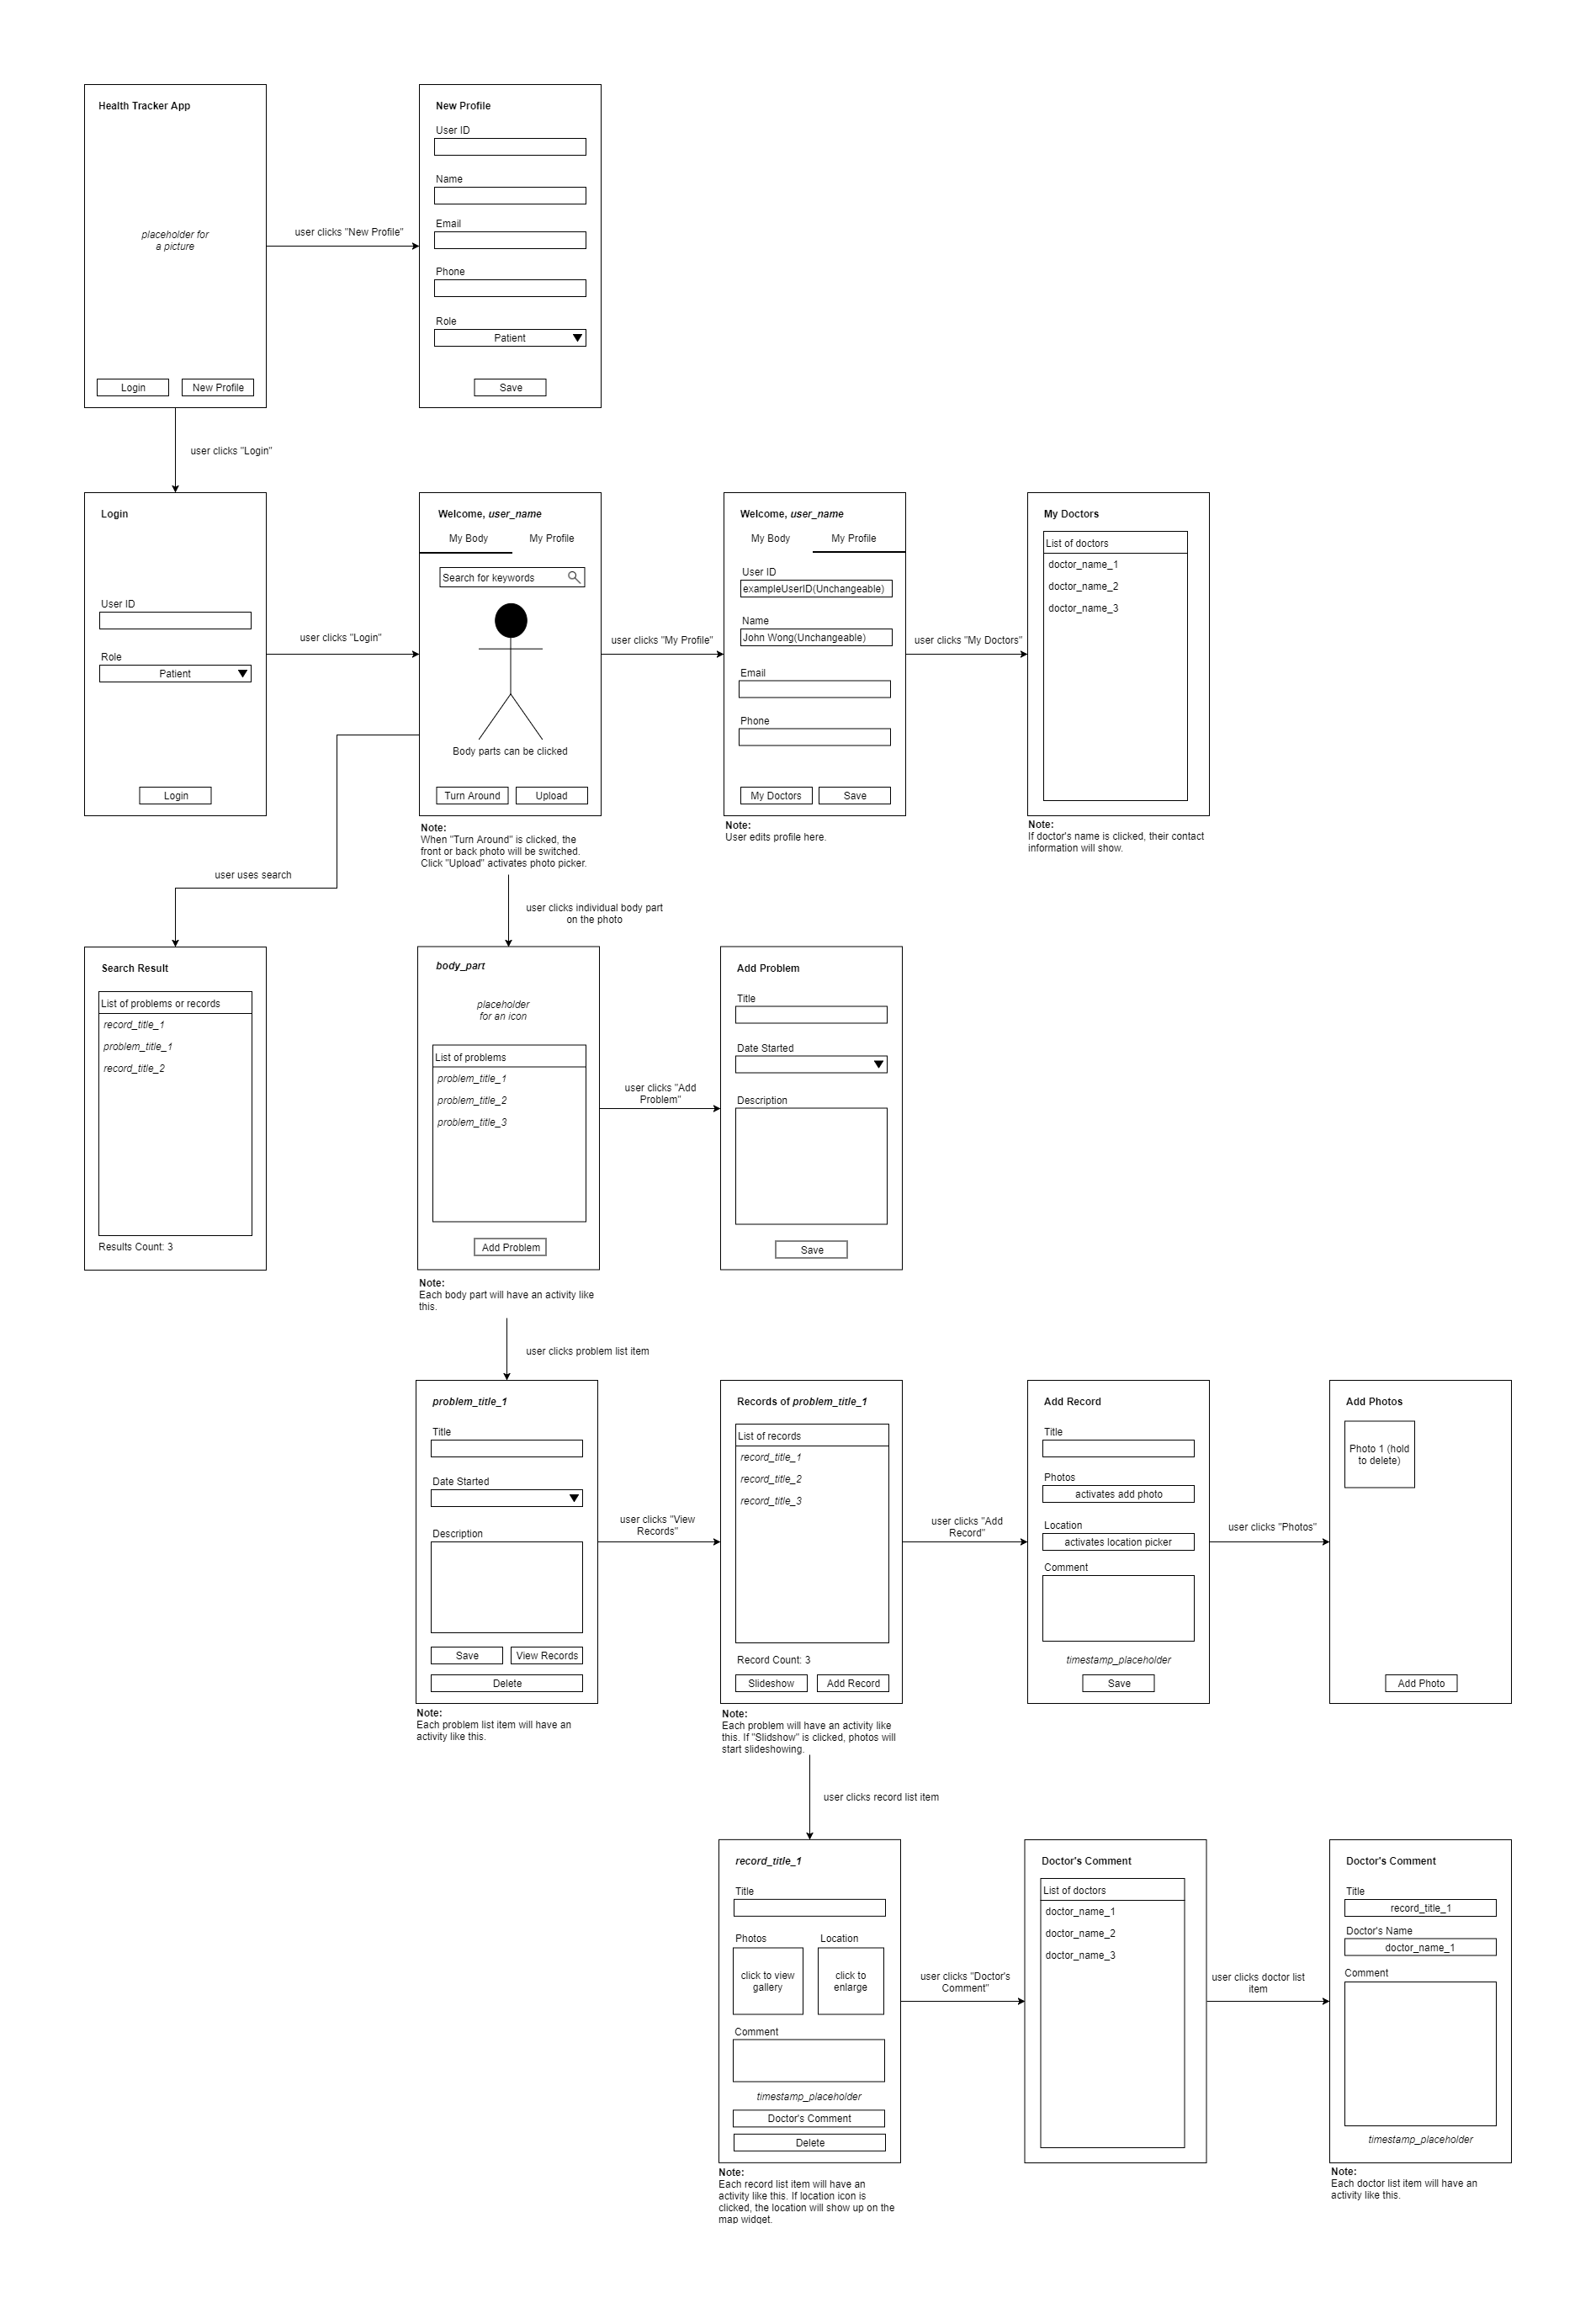 Health Tracker App
placeholder for
a picture
Login
New Profile
user clicks "New Profile"
New Profile
User ID
Name
Email
Phone
Role
Patient
Save
user clicks "Login"
Login
User ID
Role
Patient
Login
user clicks "Login"
Welcome, user_name
My Body
My Profile
Search for keywords
Body parts can be clicked
Turn Around
Upload
Note:
When "Turn Around" is clicked, the
front or back photo will be switched.
Click "Upload" activates photo picker.
user clicks "My Profile"
Welcome, user_name
My Body
My Profile
User ID
exampleUserID(Unchangeable)
Name
John Wong(Unchangeable)
Email
Phone
My Doctors
Save
Note:
User edits profile here.
user clicks "My Doctors"
My Doctors
List of doctors
doctor_name_1
doctor_name_2
doctor_name_3
Note:
If doctor's name is clicked, their contact
information will show.
user uses search
Search Result
List of problems or records
record_title_1
problem_title_1
record_title_2
Results Count: 3
user clicks individual body part
on the photo
body_part
placeholder
for an icon
List of problems
problem_title_1
problem_title_2
problem_title_3
Add Problem
Note:
Each body part will have an activity like
this.
user clicks "Add
Problem"
Add Problem
Title
Date Started
Description
Save
user clicks problem list item
problem_title_1
Title
Date Started
Description
Save
View Records
Delete
Note:
Each problem list item will have an
activity like this.
user clicks "View
Records"
Records of problem_title_1
List of records
record_title_1
record_title_2
record_title_3
Record Count: 3
Slideshow
Add Record
Note:
Each problem will have an activity like
this. If "Slidshow" is clicked, photos will
start slideshowing.
user clicks "Add
Record"
Add Record
Title
Photos
activates add photo
Location
activates location picker
Comment
timestamp_placeholder
Save
user clicks "Photos"
Add Photos
Photo 1 (hold
to delete)
Add Photo
user clicks record list item
record_title_1
Title
Photos
Location
click to view
gallery
click to
enlarge
Comment
timestamp_placeholder
Doctor's Comment
Delete
Note:
Each record list item will have an
activity like this. If location icon is
clicked, the location will show up on the
map widget.
user clicks "Doctor's
Comment"
Doctor's Comment
List of doctors
doctor_name_1
doctor_name_2
doctor_name_3
user clicks doctor list
item
Doctor's Comment
Title
record_title_1
Doctor's Name
doctor_name_1
Comment
timestamp_placeholder
Note:
Each doctor list item will have an
activity like this.